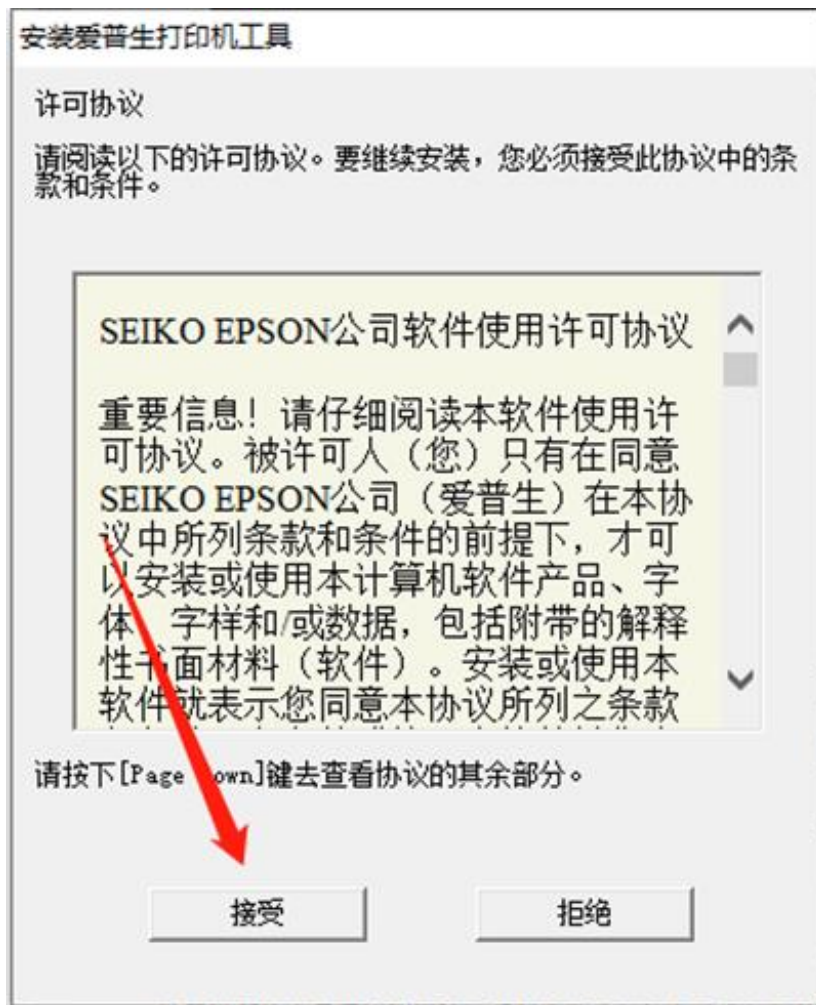 安装爱普生打印机工具
许可协议
请阅读以下的许可协议。要继续安装，您必须接受此协议中的条
款和条件。
SEIKO EPSON公司软件使用许可协议
重要信息！请仔细阅读本软件使用许
可协议。被许可人（您）只有在同意
SEIKO EPSON公司（爱普生）在本协
议中所列条款和条件的前提下，才可
以安装或使用本计算机软件产品、字
体、字样和/或数据，包括附带的解释
性书面材料（软件）。安装或使用本
软件就表示您同意本协议所列之条款
请按下[Page Down]键去查看协议的其余部分。
接受
拒绝